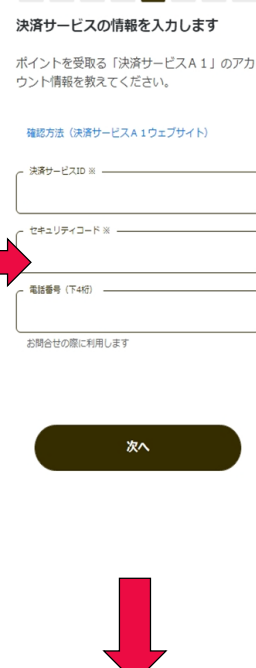 決済サービスの情報を入力します
ポイントを受取る「決済サービスA1」のアカ
ウント情報を教えてください。
確認方法（決済サービスA1ウェブサイト）
決済サービスID ※
セキュリティコード ※
電話番号（下4桁）
お問合せの際に利用します
次へ